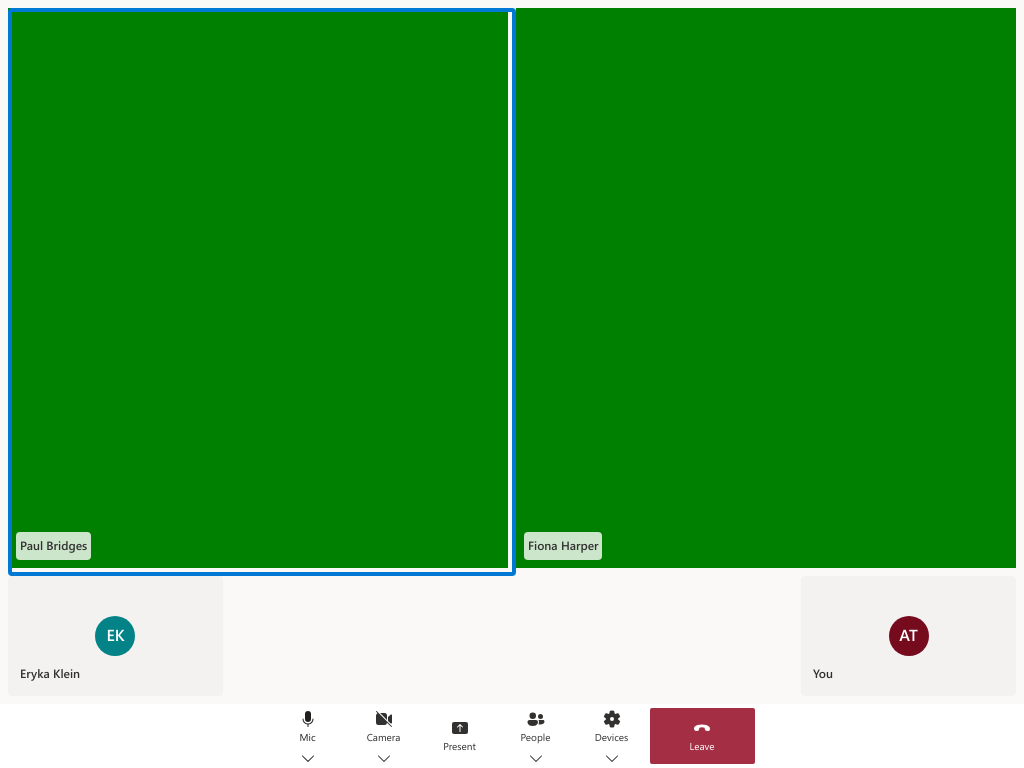 Paul Bridges
Fiona Harper
EK
Eryka Klein
AT
You
Mic
Camera
Present
People
Devices
Leave